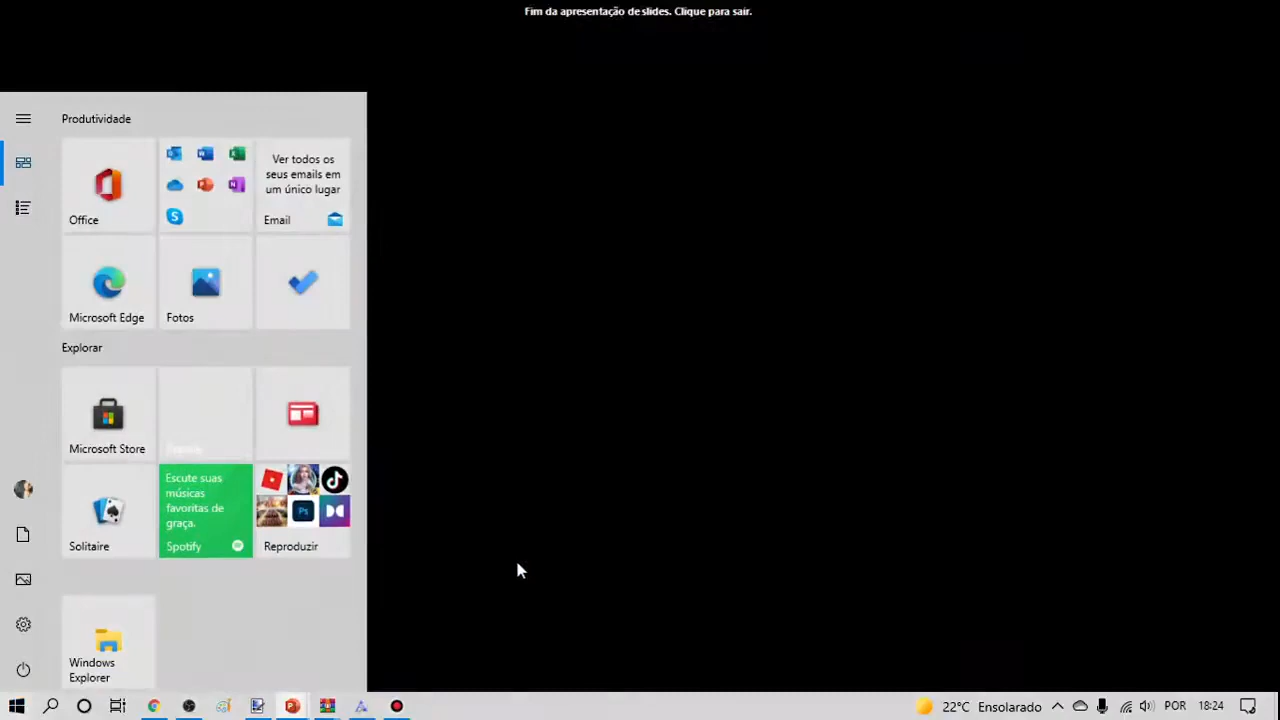 Fim da apresentação de slides. Clique para sair.
Produtividade
Ver todos os
seus emails em
um único lugar
Office
Email
Microsoft Edge
Fotos
Explorar
Microsoft Store
Escute suas
músicas
favoritas de
graça.
Ps
Solitaire
Spotify
Reproduzir
Windows
Explorer
22°C Ensolarado
POR
18:24